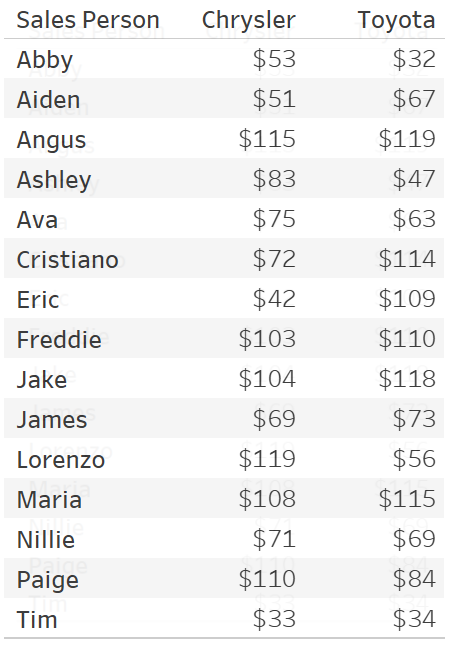 Sales Person Chrysler Toyota
Abby $53 $32
Aiden $51 $67
Angus $115 $119
Ashley $83 $47
Ava $75 $63
Cristiano $72 $114
Eric $42 $109
Freddie $103 $110
Jake $104 $118
James $69 $73
Lorenzo $119 $56
Maria $108 $115
Nillie $71 $69
Paige $110 $84
Tim $33 $34